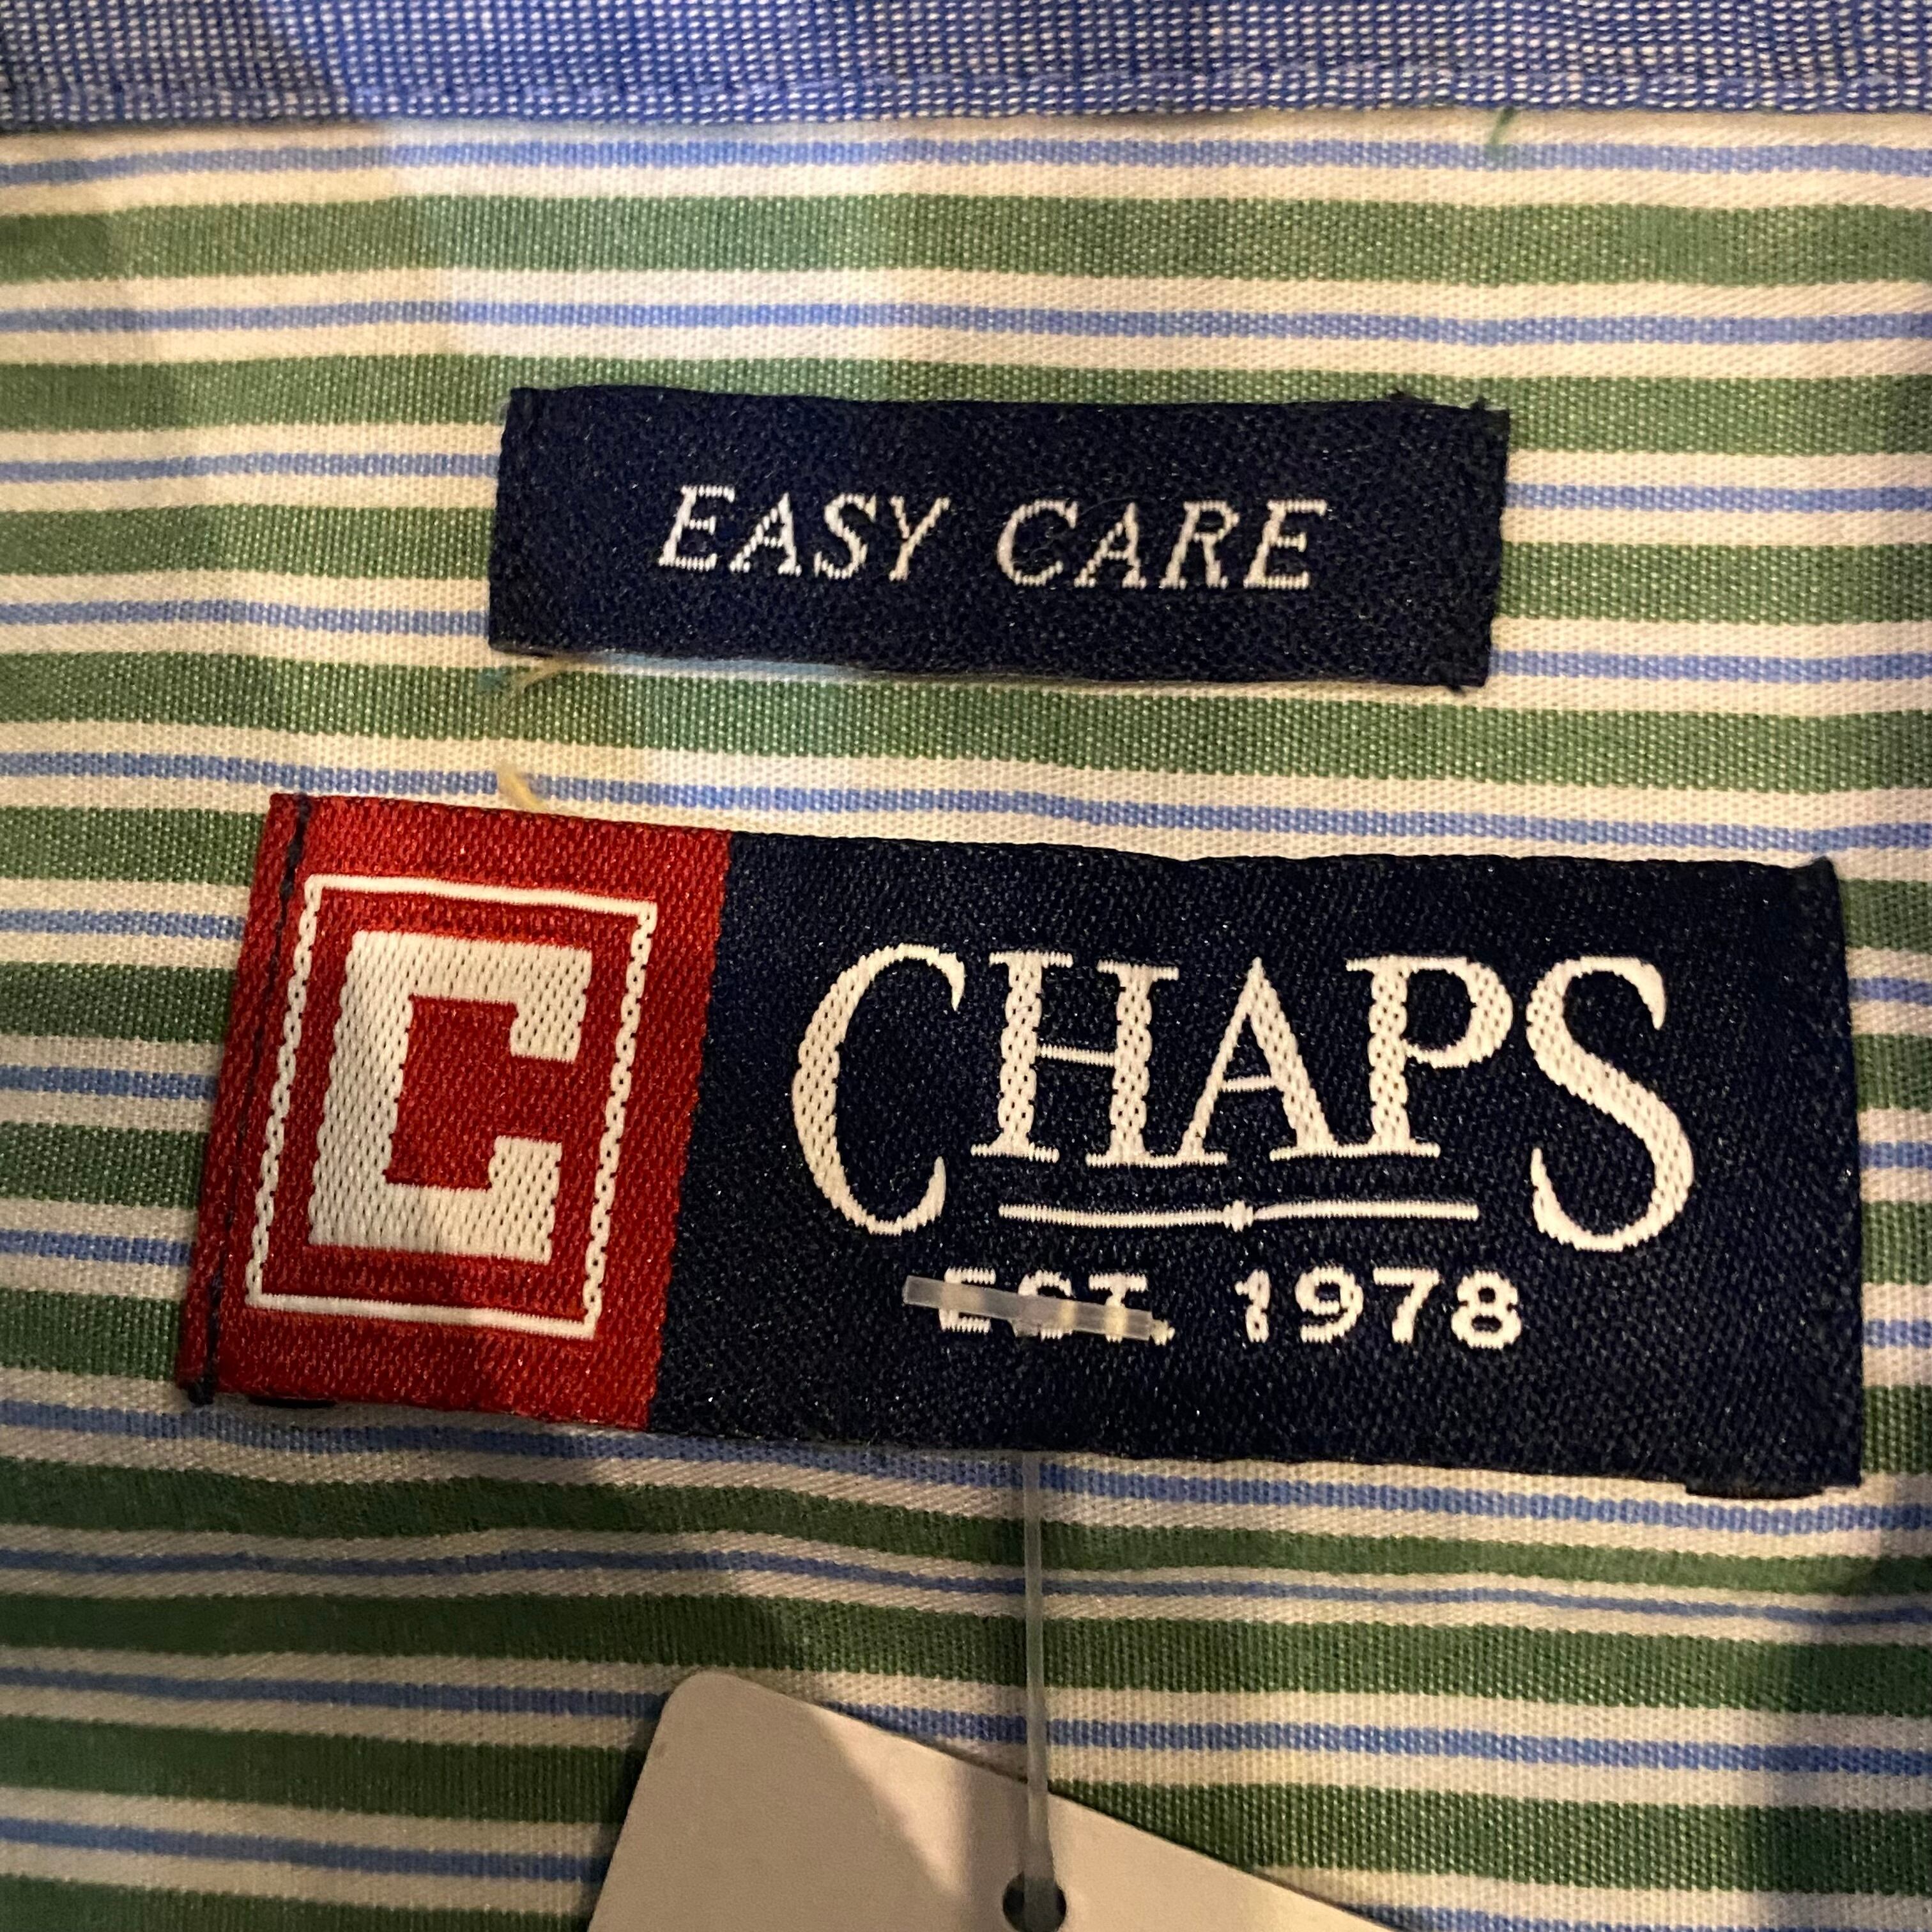 EASY CARE
C
CHAPS
EST. 1978